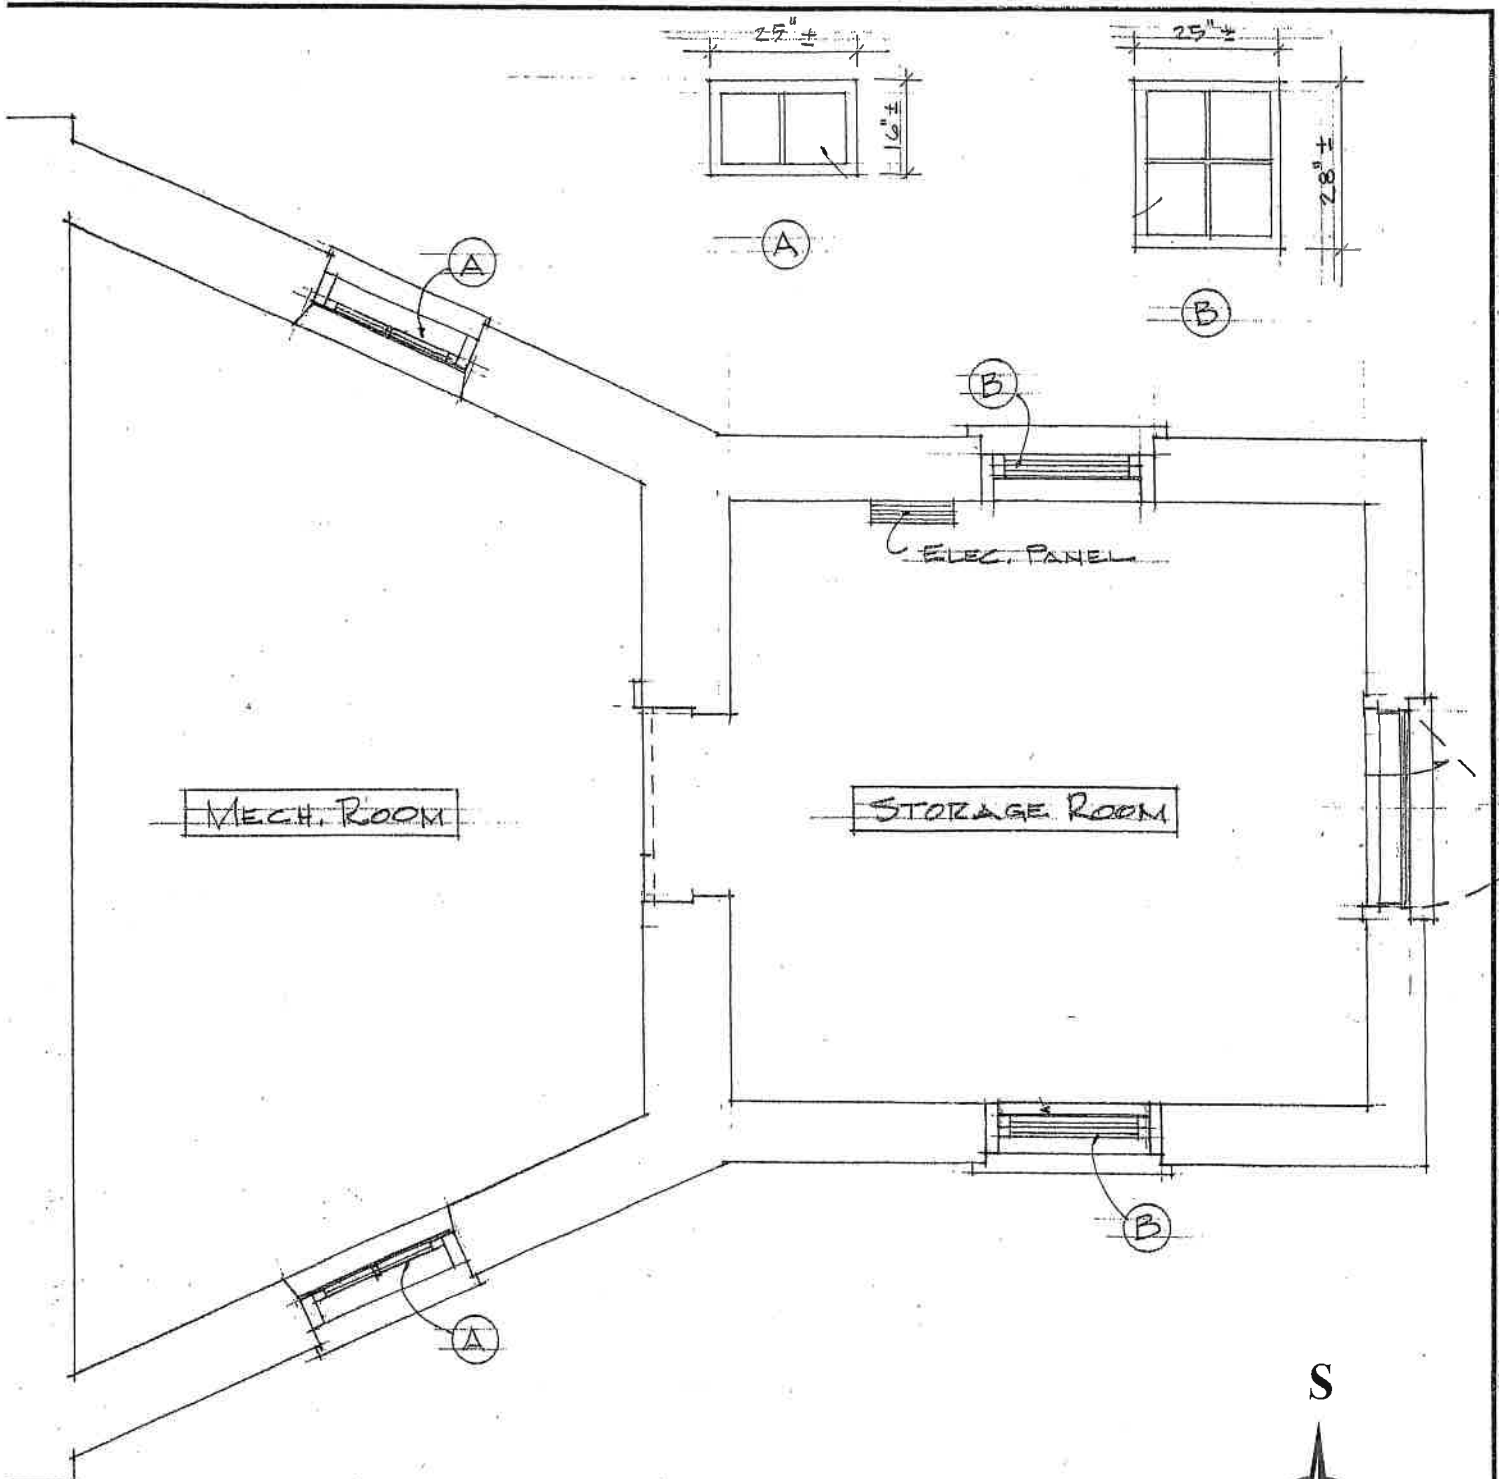 25" ±
25" ±
16" ±
28" ±
A
B
A
B
ELEC. PANEL
MECH. ROOM
STORAGE ROOM
B
A
S